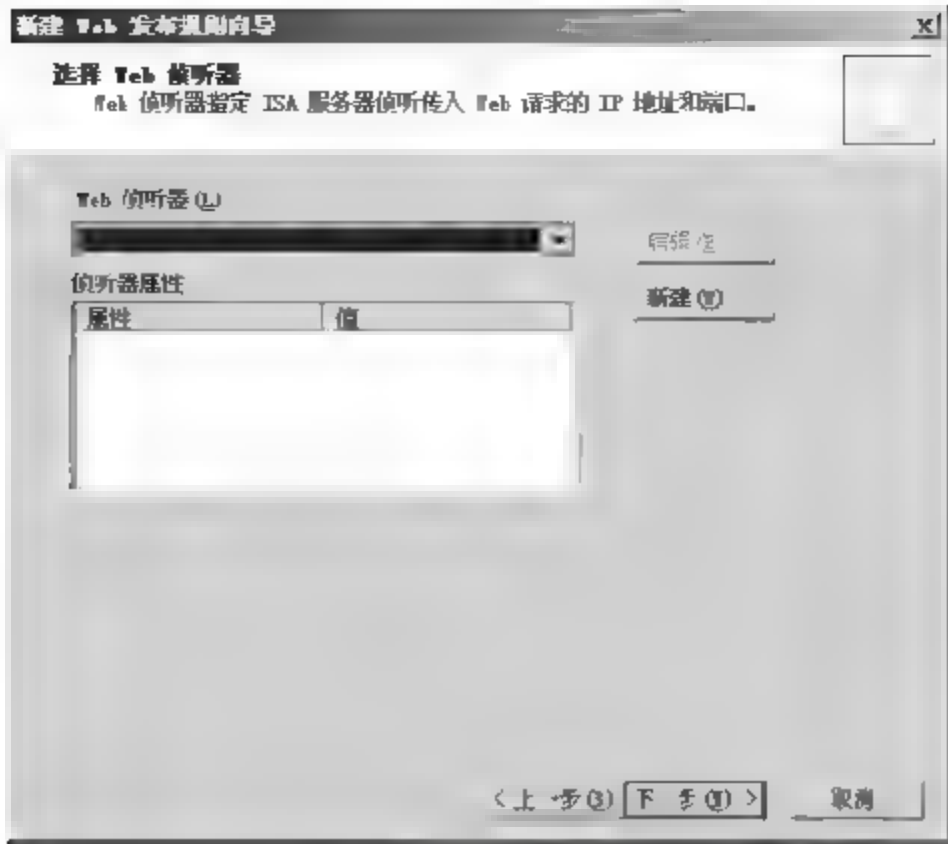 新建 Web 发布规则向导
选择 Web 侦听器
Web 侦听器指定 ISA 服务器侦听传入 Web 请求的 IP 地址和端口。
Web 侦听器(L)
编辑
侦听器属性
新建(W)
属性 值
<上一步(B) 下一步(N)> 取消